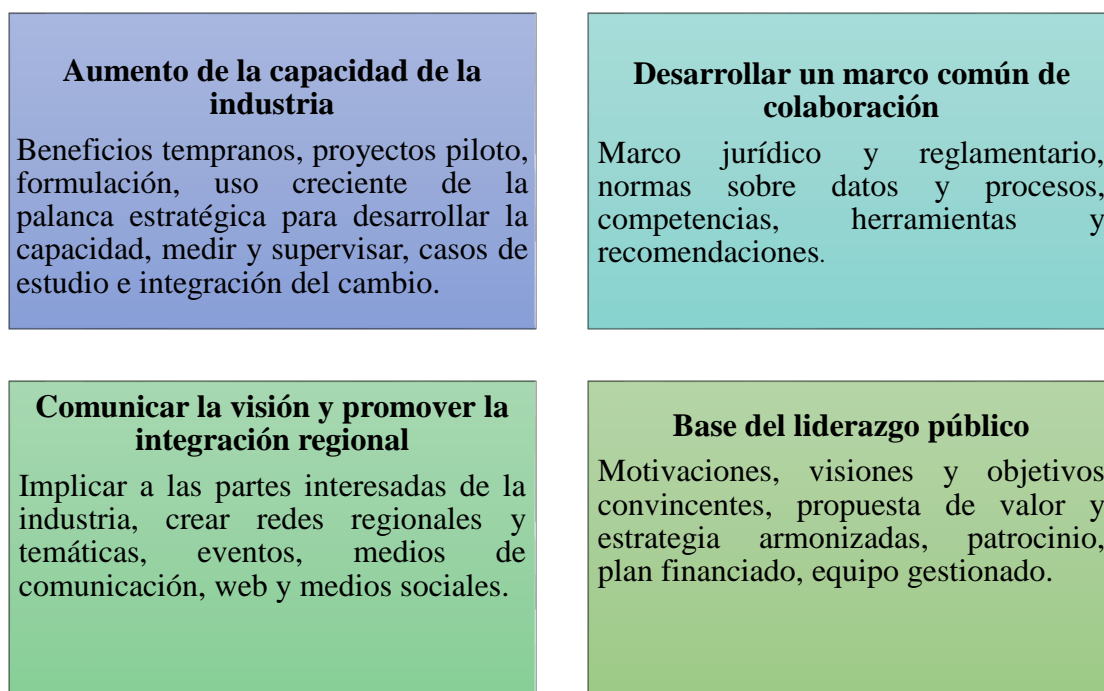 Aumento de la capacidad de la
industria
Beneficios tempranos, proyectos piloto,
formulación, uso creciente de la
palanca estratégica para desarrollar la
capacidad, medir y supervisar, casos de
estudio e integración del cambio.
Desarrollar un marco común de
colaboración
Marco jurídico y reglamentario,
normas sobre datos y procesos,
competencias, herramientas y
recomendaciones.
Comunicar la visión y promover la
integración regional
Implicar a las partes interesadas de la
industria, crear redes regionales y
temáticas, eventos, medios de
comunicación, web y medios sociales.
Base del liderazgo público
Motivaciones, visiones y objetivos
convincentes, propuesta de valor y
estrategia armonizadas, patrocinio,
plan financiado, equipo gestionado.